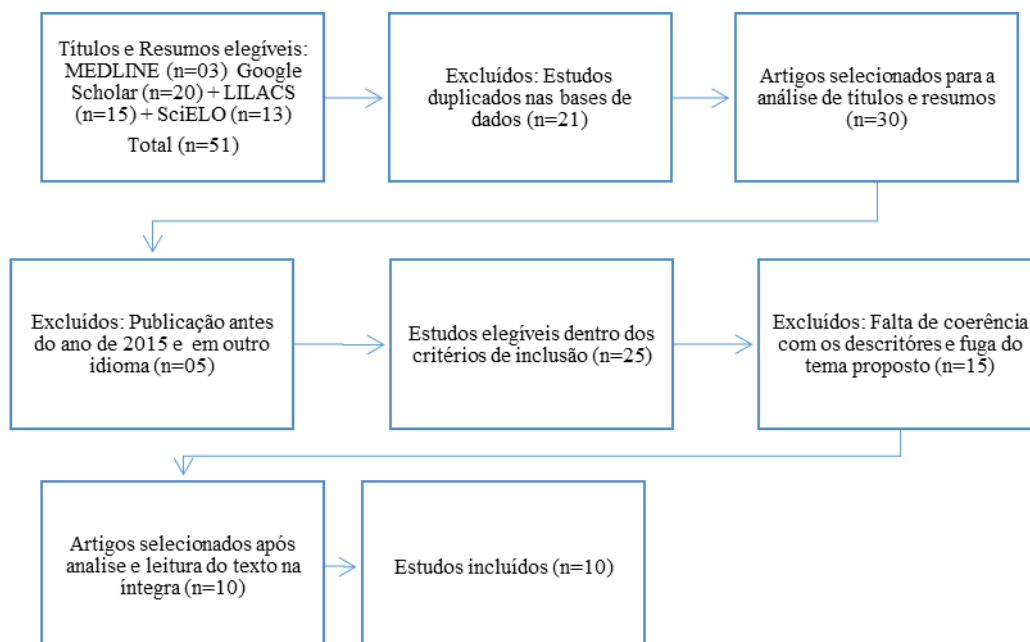 Títulos e Resumos elegíveis:
MEDLINE (n=03) Google
Scholar (n=20) + LILACS
(n=15) + SciELO (n=13)
Total (n=51)
Excluídos: Estudos
duplicados nas bases de
dados (n=21)
Artigos selecionados para a
análise de titulos e resumos
(n=30)
Excluídos: Publicação antes
do ano de 2015 e em outro
idioma (n=05)
Estudos elegíveis dentro dos
critérios de inclusão (n=25)
Excluídos: Falta de coerência
com os descritóres e fuga do
tema proposto (n=15)
Artigos selecionados após
analise e leitura do texto na
íntegra (n=10)
Estudos incluídos (n=10)